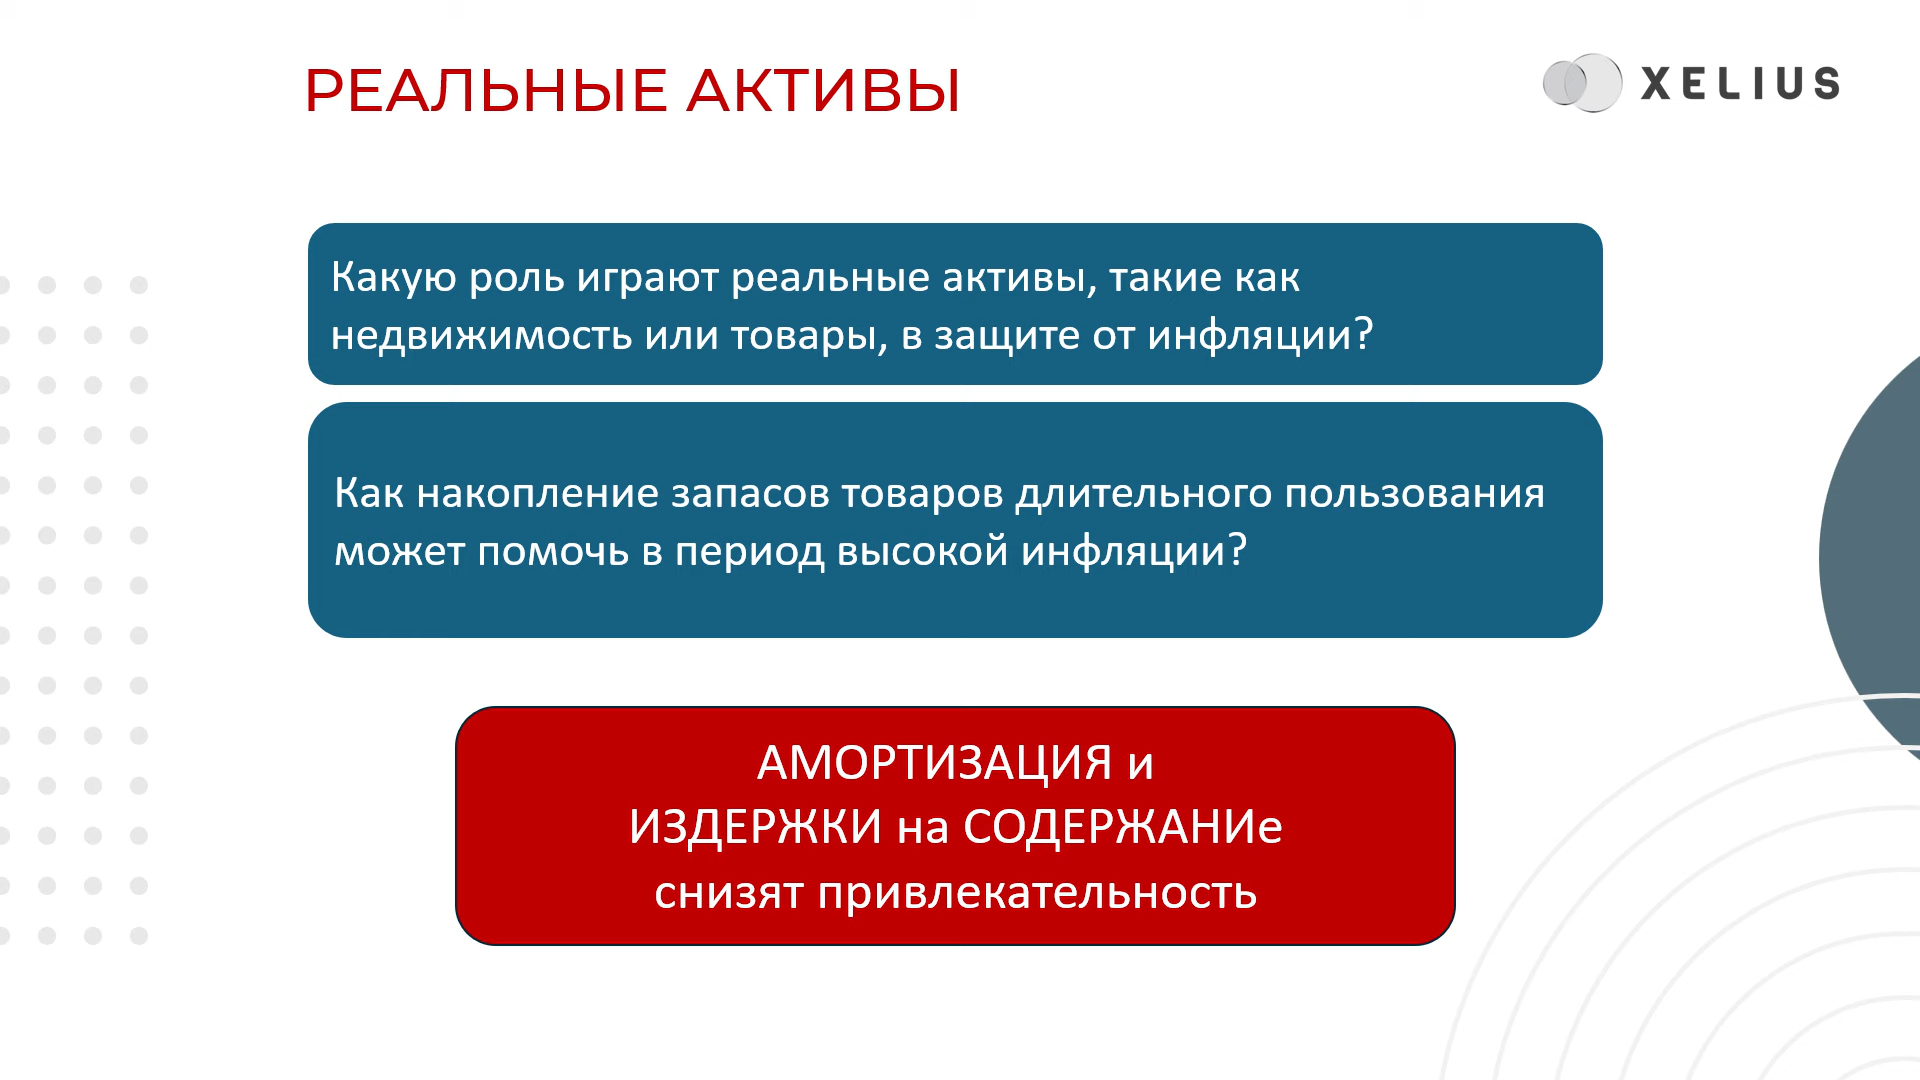 РЕАЛЬНЫЕ АКТИВЫ
XELIUS
Какую роль играют реальные активы, такие как
недвижимость или товары, в защите от инфляции?
Как накопление запасов товаров длительного пользования
может помочь в период высокой инфляции?
АМОРТИЗАЦИЯ и
ИЗДЕРЖКИ на СОДЕРЖАНИе
снизят привлекательность